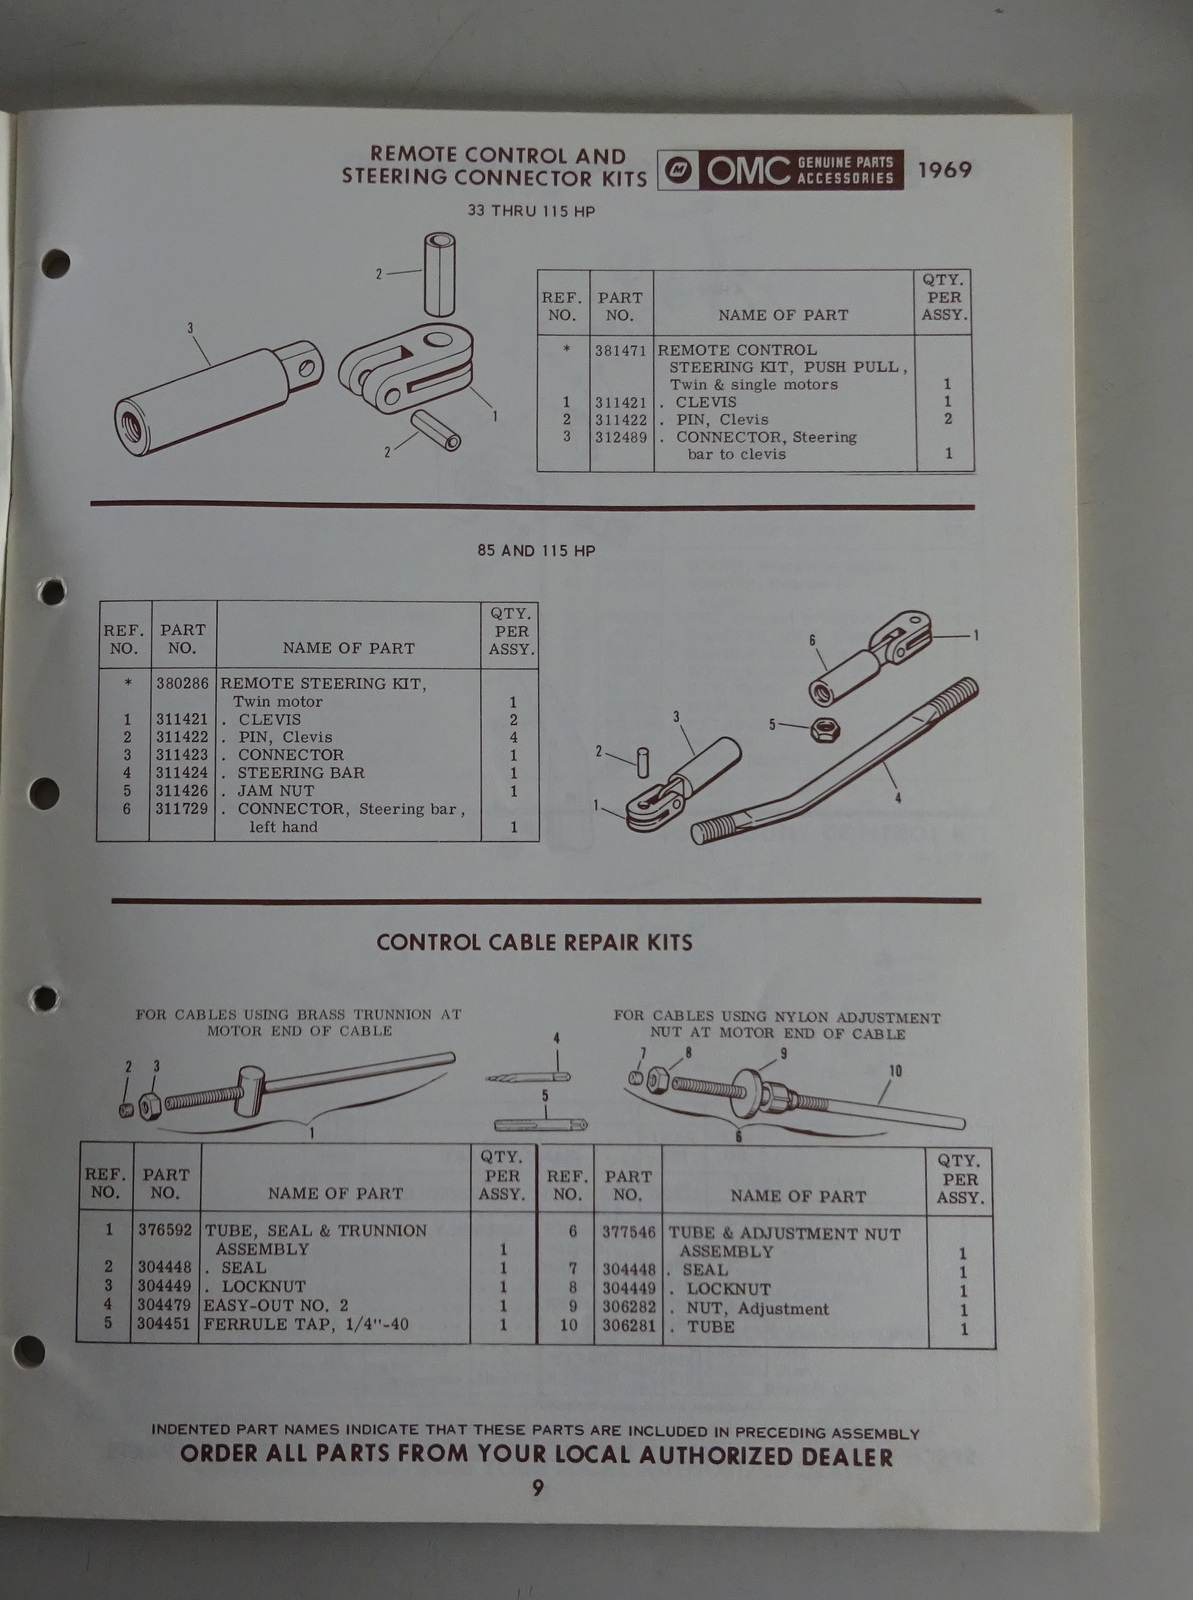 REMOTE CONTROL AND
STEERING CONNECTOR KITS
OMC GENUINE PARTS
ACCESSORIES
1969
33 THRU 115 HP
2
3
1
2
REF. NO. PART NO. NAME OF PART QTY. PER ASSY.
* 381471 REMOTE CONTROL
STEERING KIT, PUSH PULL,
Twin & single motors 1
1 311421 . CLEVIS 1
2 311422 . PIN, Clevis 2
3 312489 . CONNECTOR, Steering
bar to clevis 1
85 AND 115 HP
REF. NO. PART NO. NAME OF PART QTY. PER ASSY.
* 380286 REMOTE STEERING KIT,
Twin motor 1
1 311421 . CLEVIS 2
2 311422 . PIN, Clevis 4
3 311423 . CONNECTOR 1
4 311424 . STEERING BAR 1
5 311426 . JAM NUT 1
6 311729 . CONNECTOR, Steering bar,
left hand 1
6
1
3
5
2
4
1
CONTROL CABLE REPAIR KITS
FOR CABLES USING BRASS TRUNNION AT
MOTOR END OF CABLE
2
3
1
4
5
FOR CABLES USING NYLON ADJUSTMENT
NUT AT MOTOR END OF CABLE
7
8
9
10
6
REF. NO. PART NO. NAME OF PART QTY. PER ASSY.
1 376592 TUBE, SEAL & TRUNNION
ASSEMBLY 1
2 304448 . SEAL 1
3 304449 . LOCKNUT 1
4 304479 EASY-OUT NO. 2 1
5 304451 FERRULE TAP, 1/4"-40 1
REF. NO. PART NO. NAME OF PART QTY. PER ASSY.
6 377546 TUBE & ADJUSTMENT NUT
ASSEMBLY 1
7 304448 . SEAL 1
8 304449 . LOCKNUT 1
9 306282 . NUT, Adjustment 1
10 306281 . TUBE 1
INDENTED PART NAMES INDICATE THAT THESE PARTS ARE INCLUDED IN PRECEDING ASSEMBLY
ORDER ALL PARTS FROM YOUR LOCAL AUTHORIZED DEALER
9